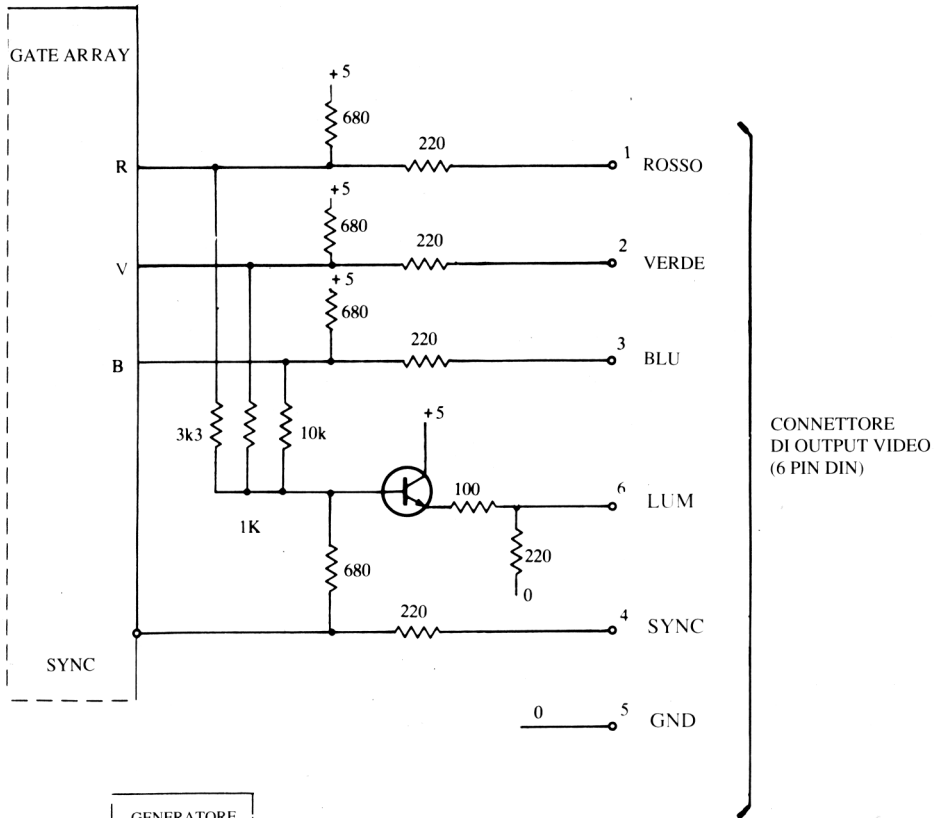 GATE ARRAY
+5
680
220
1
ROSSO
R
+5
680
220
2
VERDE
V
+5
680
220
3
BLU
B
3k3
10k
+5
CONNETTORE
DI OUTPUT VIDEO
(6 PIN DIN)
100
6
LUM
1K
680
220
0
220
4
SYNC
SYNC
0
5
GND
GENERATORE